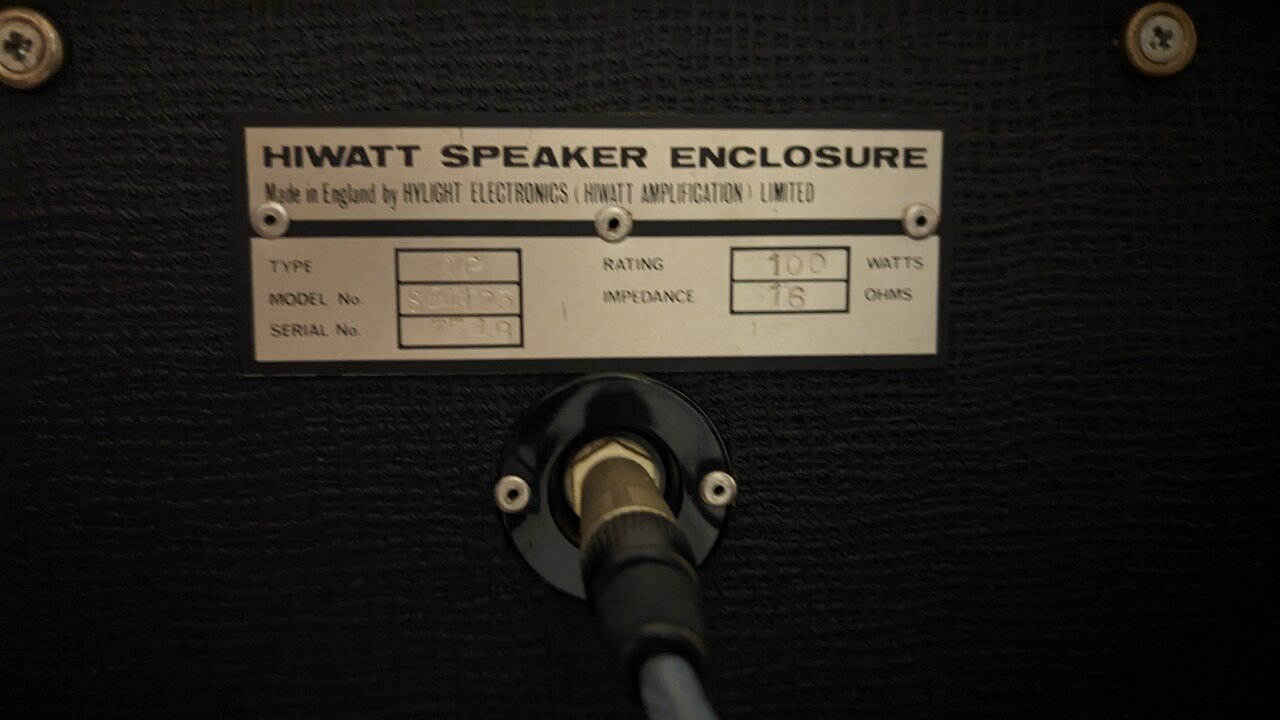 HIWATT SPEAKER ENCLOSURE
Made in England by HYLIGHT ELECTRONICS (HIWATT AMPLIFICATION) LIMITED
TYPE
RATING 100 WATTS
MODEL No.
IMPEDANCE 16 OHMS
SERIAL No.